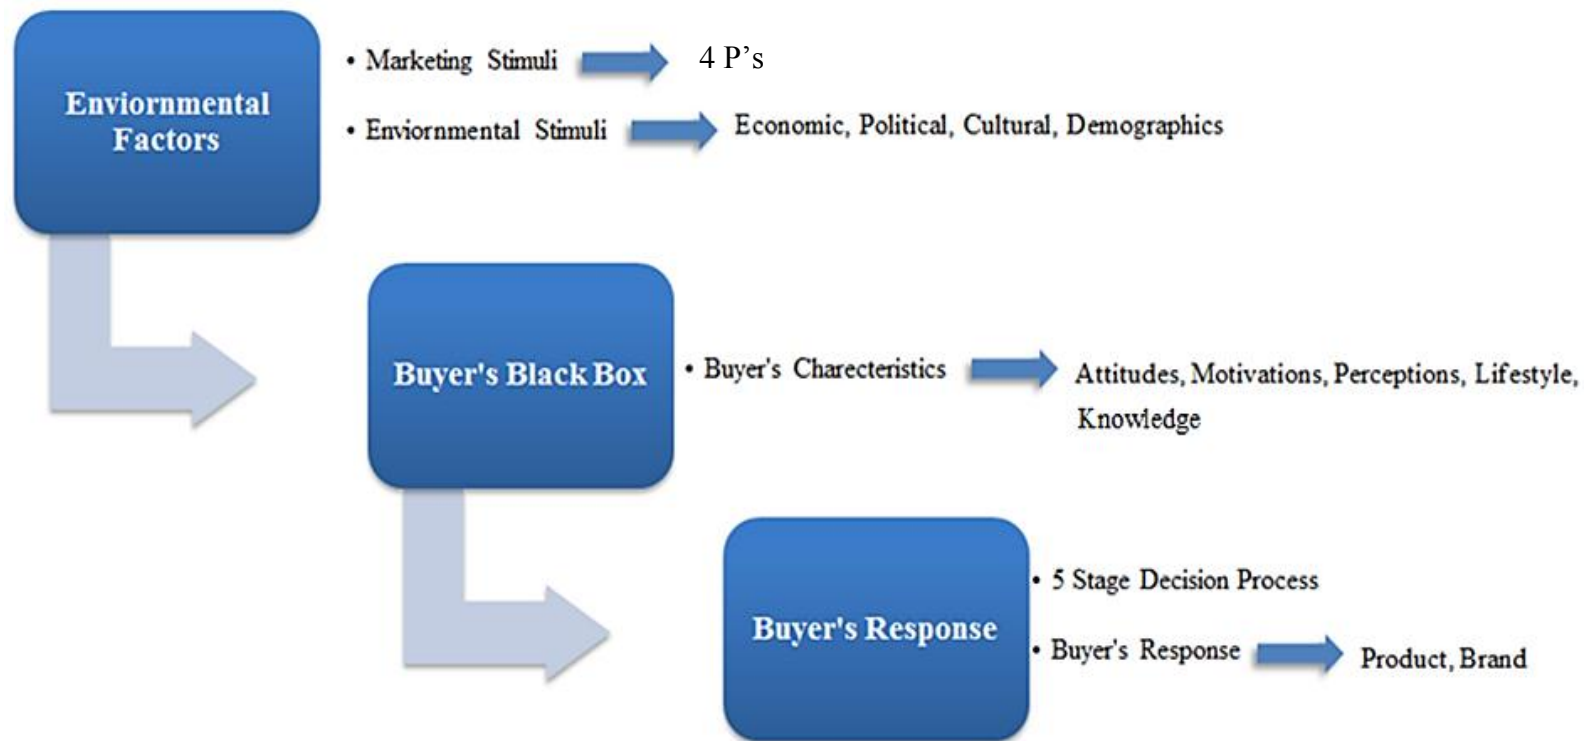 Enviornmental
Factors
• Marketing Stimuli
4 P’s
• Enviornmental Stimuli
Economic, Political, Cultural, Demographics
Buyer's Black Box
• Buyer's Charecteristics
Attitudes, Motivations, Perceptions, Lifestyle,
Knowledge
Buyer's Response
• 5 Stage Decision Process
• Buyer's Response
Product, Brand